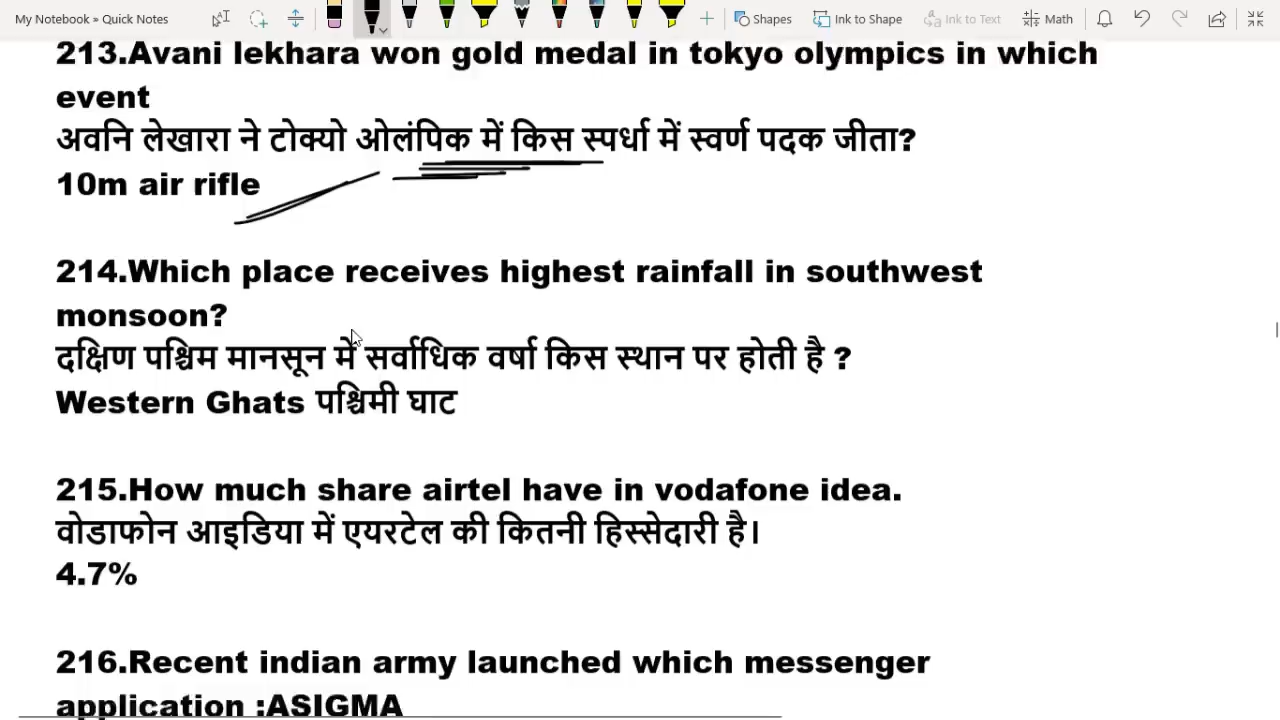 My Notebook » Quick Notes Shapes Ink to Shape Ink to Text Math
213.Avani lekhara won gold medal in tokyo olympics in which
event
अवनि लेखारा ने टोक्यो ओलंपिक में किस स्पर्धा में स्वर्ण पदक जीता?
10m air rifle
214.Which place receives highest rainfall in southwest
monsoon?
दक्षिण पश्चिम मानसून में सर्वाधिक वर्षा किस स्थान पर होती है ?
Western Ghats पश्चिमी घाट
215.How much share airtel have in vodafone idea.
वोडाफोन आइडिया में एयरटेल की कितनी हिस्सेदारी है।
4.7%
216.Recent indian army launched which messenger
application :ASIGMA